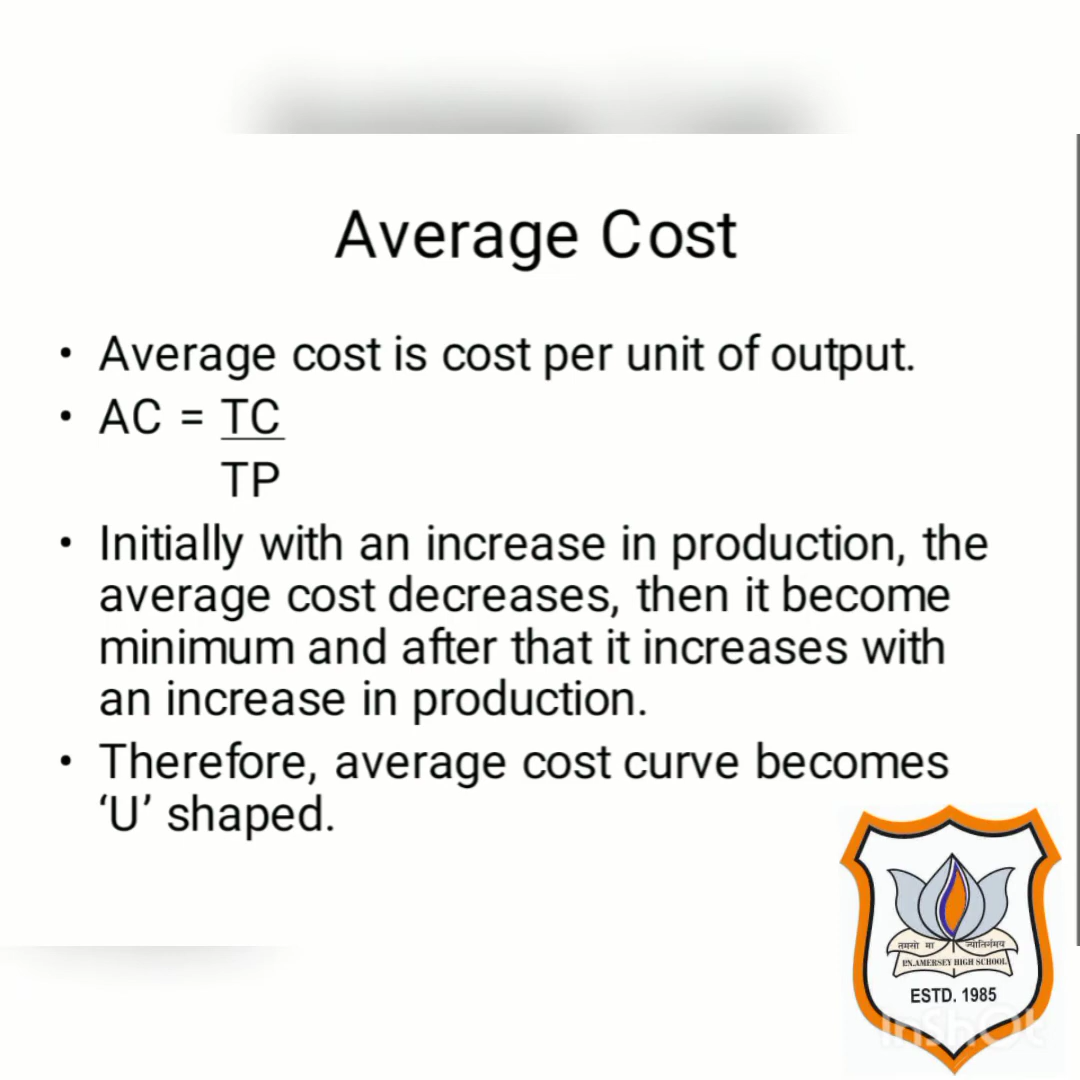 Average Cost
• Average cost is cost per unit of output.
• AC = TC
TP
• Initially with an increase in production, the
average cost decreases, then it become
minimum and after that it increases with
an increase in production.
• Therefore, average cost curve becomes
‘U’ shaped.
तमसो मा ज्योतिर्गमय
P.N.AMERSEY HIGH SCHOOL
ESTD. 1985
InShOt